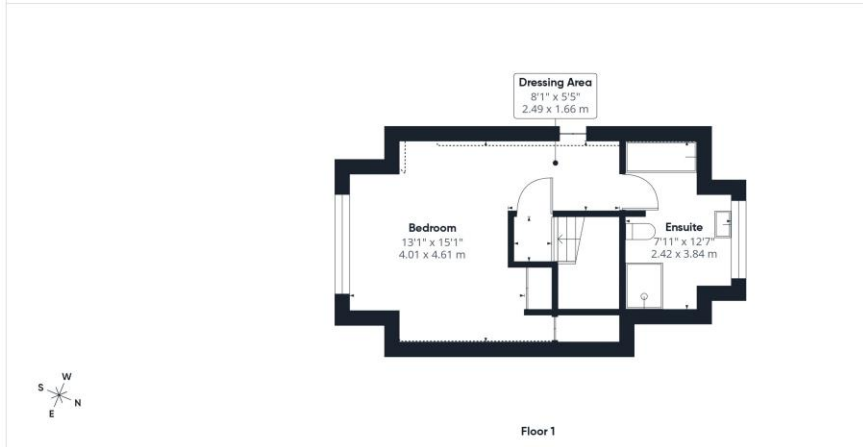 Dressing Area
8'1" x 5'5"
2.49 x 1.66 m
Bedroom
13'1" x 15'1"
4.01 x 4.61 m
Ensuite
7'11" x 12'7"
2.42 x 3.84 m
W
S
N
E
Floor 1